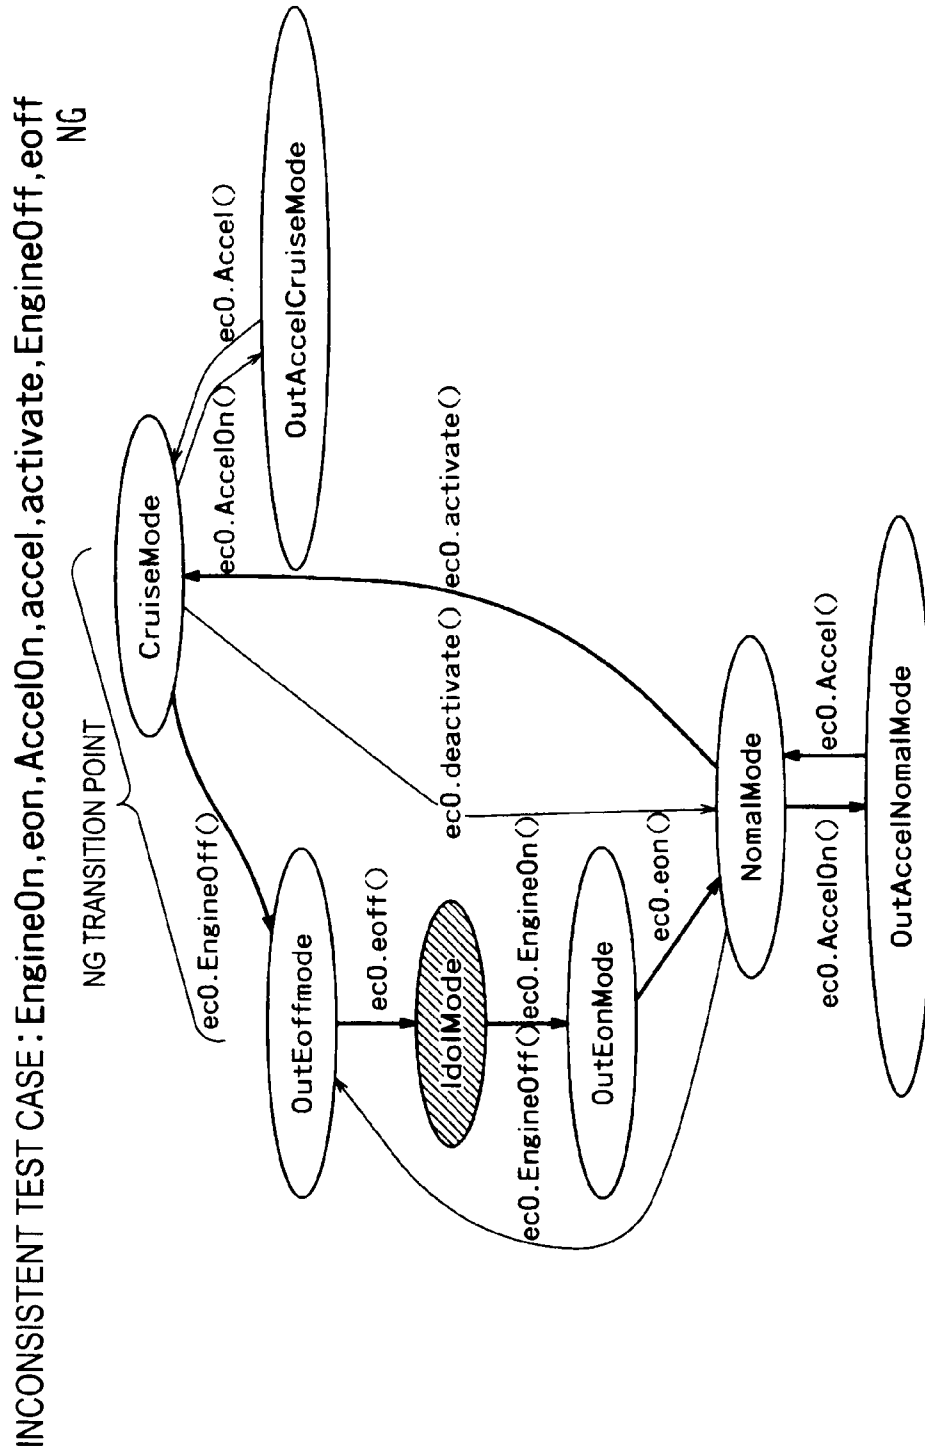 INCONSISTENT TEST CASE: EngineOn,eon,AccelOn,accel,activate,EngineOff,eoff
NG
NG TRANSITION POINT
CruiseMode
ec0.EngineOff()
ec0.AccelOn()
ec0.Accel()
OutEoffmode
OutAccelCruiseMode
ec0.eoff()
IdolMode
ec0.deactivate()
ec0.activate()
ec0.EngineOff()
ec0.EngineOn()
OutEonMode
ec0.eon()
NomalMode
ec0.AccelOn()
ec0.Accel()
OutAccelNomalMode